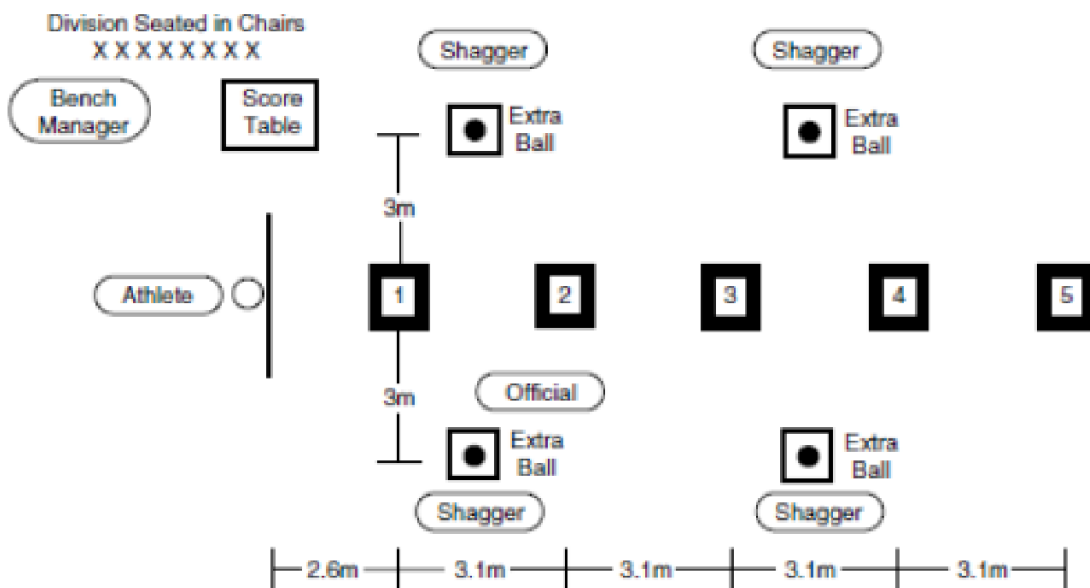 Division Seated in Chairs
X X X X X X X X
Shagger
Shagger
Bench
Manager
Score
Table
Extra
Ball
Extra
Ball
3m
Athlete
1
2
3
4
5
3m
Official
Extra
Ball
Extra
Ball
Shagger
Shagger
2.6m
3.1m
3.1m
3.1m
3.1m